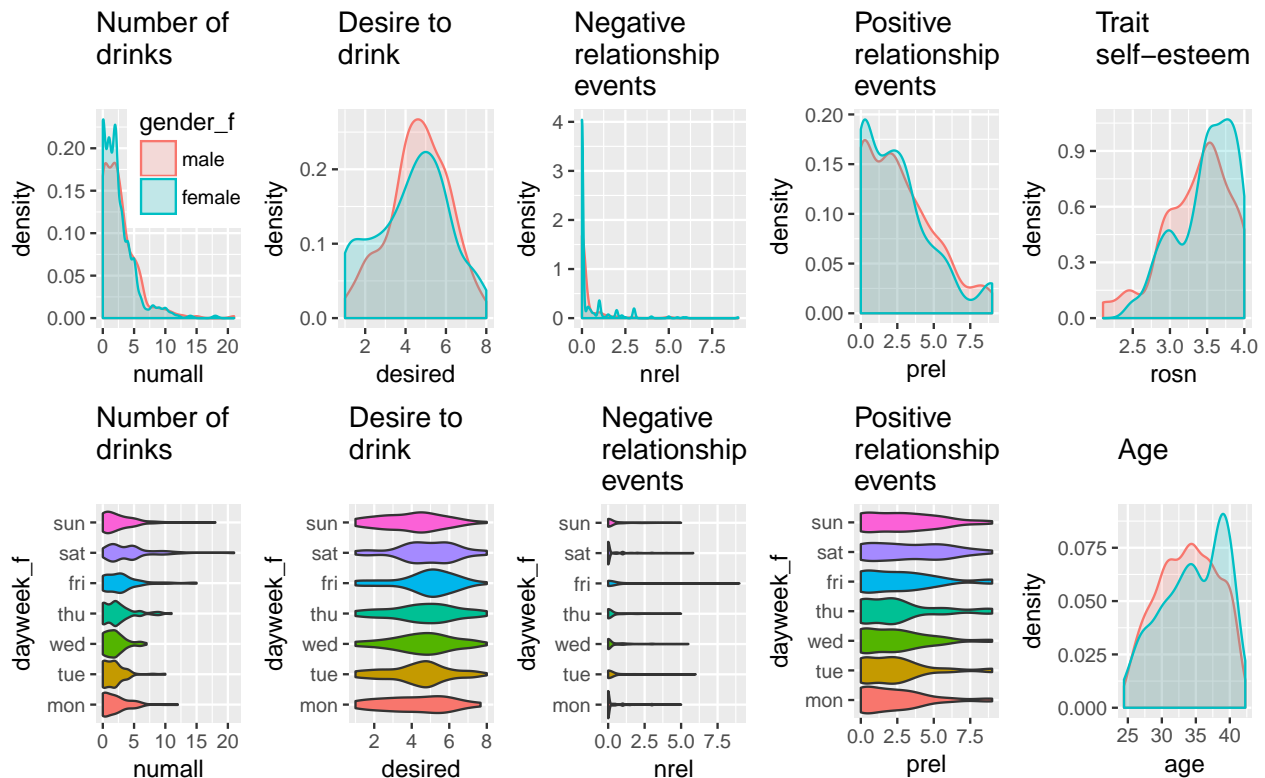 Number of
drinks
Desire to
drink
Negative
relationship
events
Positive
relationship
events
Trait
self−esteem
density
0.20
0.15
0.10
0.05
0.00
gender_f
male
female
0 5 10 15 20
numall
density
0.2
0.1
0.0
2 4 6 8
desired
density
4
3
2
1
0
0.0 2.5 5.0 7.5
nrel
density
0.20
0.15
0.10
0.05
0.00
0.0 2.5 5.0 7.5
prel
density
0.9
0.6
0.3
0.0
2.5 3.0 3.5 4.0
rosn
Number of
drinks
Desire to
drink
Negative
relationship
events
Positive
relationship
events
Age
dayweek_f
sun
sat
fri
thu
wed
tue
mon
0 5 10 15 20
numall
dayweek_f
sun
sat
fri
thu
wed
tue
mon
2 4 6 8
desired
dayweek_f
sun
sat
fri
thu
wed
tue
mon
0.0 2.5 5.0 7.5
nrel
dayweek_f
sun
sat
fri
thu
wed
tue
mon
0.0 2.5 5.0 7.5
prel
density
0.075
0.050
0.025
0.000
25 30 35 40
age